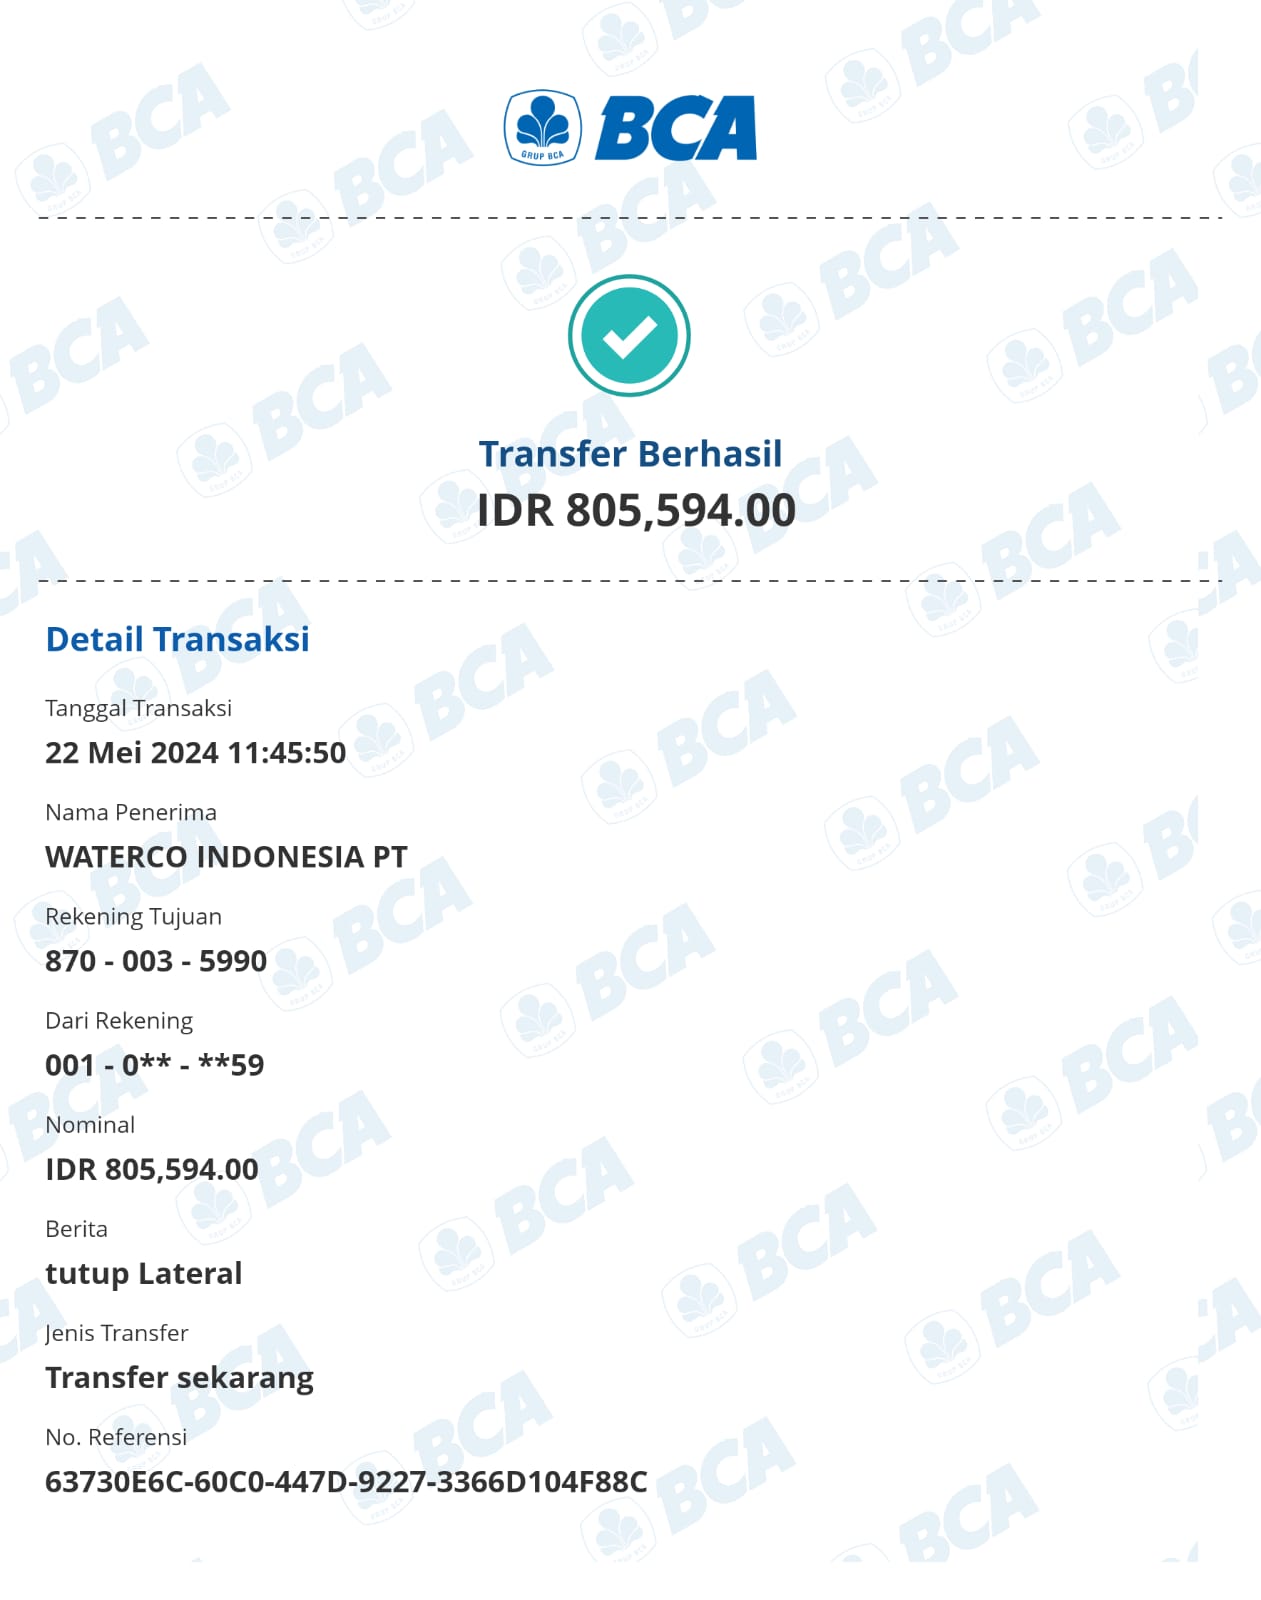 GRUP BCA
BCA
Transfer Berhasil
IDR 805,594.00
Detail Transaksi
Tanggal Transaksi
22 Mei 2024 11:45:50
Nama Penerima
WATERCO INDONESIA PT
Rekening Tujuan
870 - 003 - 5990
Dari Rekening
001 - 0** - **59
Nominal
IDR 805,594.00
Berita
tutup Lateral
Jenis Transfer
Transfer sekarang
No. Referensi
63730E6C-60C0-447D-9227-3366D104F88C